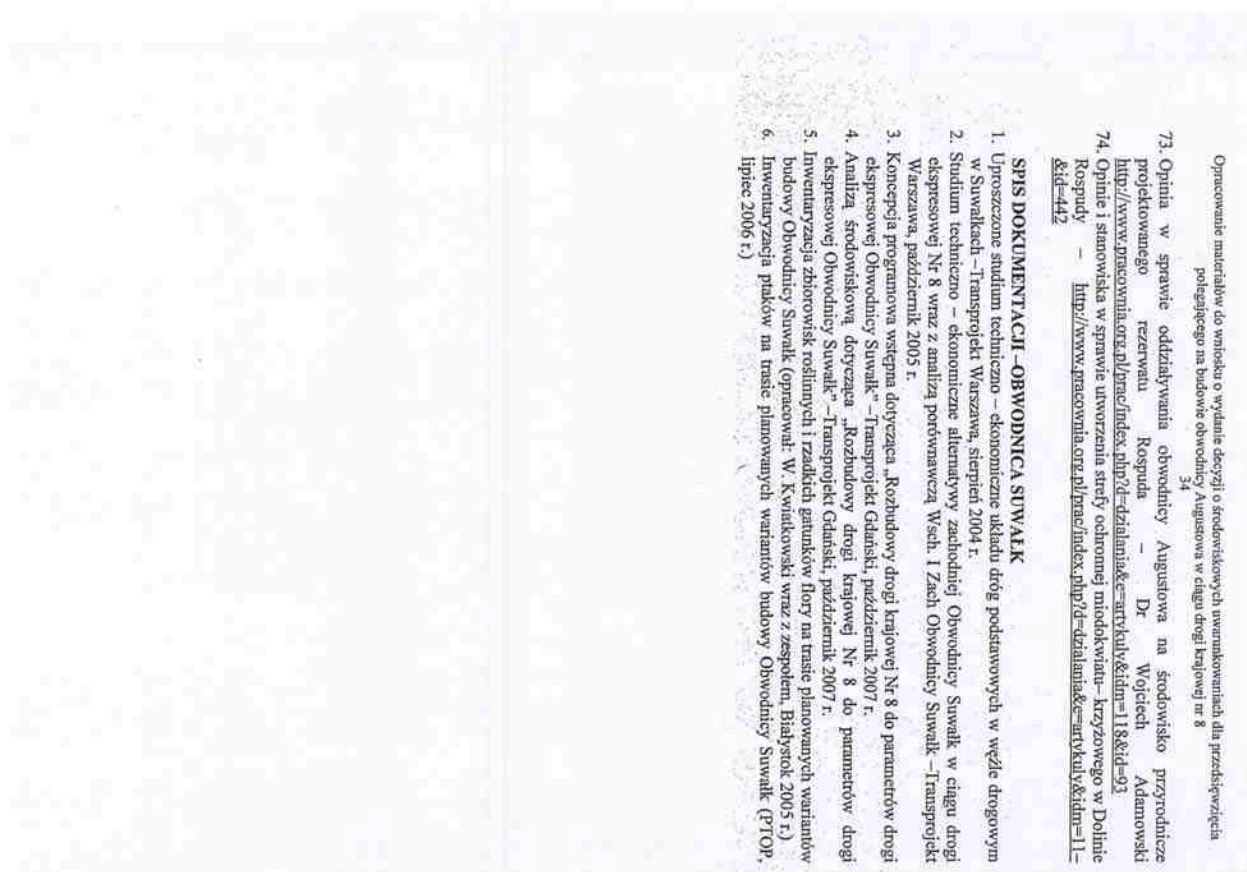 Opracowanie materiałów do wniosku o wydanie decyzji o środowiskowych uwarunkowaniach dla przedsięwzięcia
polegającego na budowie obwodnicy Augustowa w ciągu drogi krajowej nr 8
34
73. Opinia w sprawie oddziaływania obwodnicy Augustowa na środowisko przyrodnicze
projektowanego rezerwatu Rospuda – Dr Wojciech Adamowski
http://www.pracownia.org.pl/prac/index.php?d=dzialania&e=artykuly&idm=118&id=93
74. Opinie i stanowiska w sprawie utworzenia strefy ochronnej miodokwiatu– krzyżowego w Dolinie
Rospudy – http://www.pracownia.org.pl/prac/index.php?d=dzialania&e=artykuly&idm=11–
&id=442
SPIS DOKUMENTACJI –OBWODNICA SUWAŁK
1. Uproszczone studium techniczno – ekonomiczne układu dróg podstawowych w węźle drogowym
w Suwałkach –Transprojekt Warszawa, sierpień 2004 r.
2. Studium techniczno – ekonomiczne alternatywy zachodniej Obwodnicy Suwałk w ciągu drogi
ekspresowej Nr 8 wraz z analizą porównawczą Wsch. I Zach Obwodnicy Suwałk –Transprojekt
Warszawa, październik 2005 r.
3. Koncepcja programowa wstępna dotycząca „Rozbudowy drogi krajowej Nr 8 do parametrów drogi
ekspresowej Obwodnicy Suwałk” –Transprojekt Gdański, październik 2007 r.
4. Analizą środowiskową dotycząca „Rozbudowy drogi krajowej Nr 8 do parametrów drogi
ekspresowej Obwodnicy Suwałk” –Transprojekt Gdański, październik 2007 r.
5. Inwentaryzacja zbiorowisk roślinnych i rzadkich gatunków flory na trasie planowanych wariantów
budowy Obwodnicy Suwałk (opracował: W. Kwiatkowski wraz z zespołem, Białystok 2005 r.)
6. Inwentaryzacja ptaków na trasie planowanych wariantów budowy Obwodnicy Suwałk (PTOP,
lipiec 2006 r.)